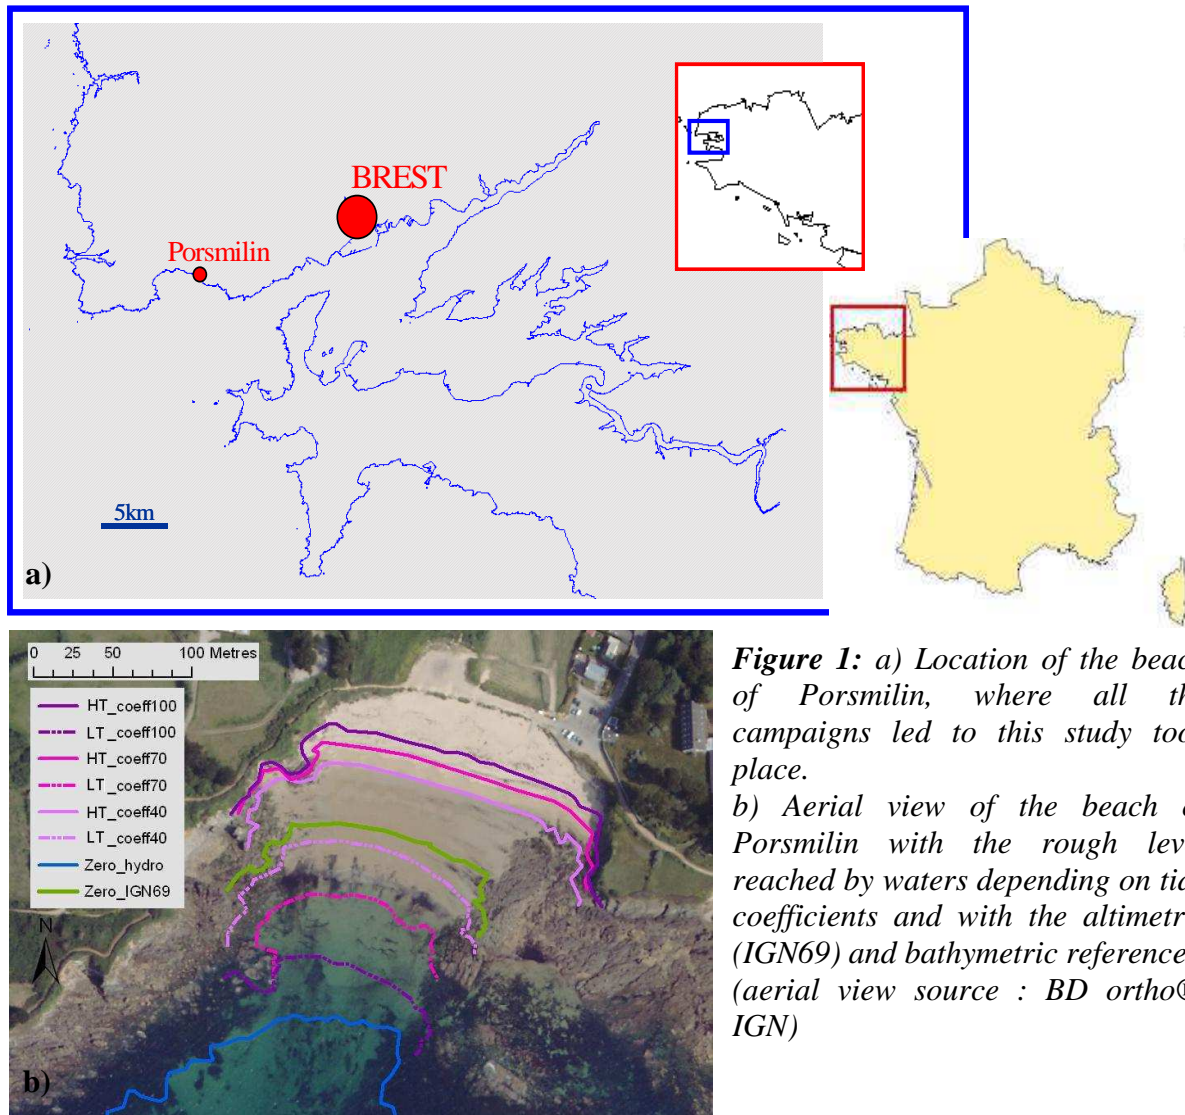 BREST
Porsmilin
5km
a)
0 25 50 100 Metres
HT_coeff100
LT_coeff100
HT_coeff70
LT_coeff70
HT_coeff40
LT_coeff40
Zero_hydro
Zero_IGN69
N
b)
Figure 1: a) Location of the beac
of Porsmilin, where all th
campaigns led to this study too
place.
b) Aerial view of the beach o
Porsmilin with the rough lev
reached by waters depending on tid
coefficients and with the altimetr
(IGN69) and bathymetric reference
(aerial view source : BD ortho®
IGN)